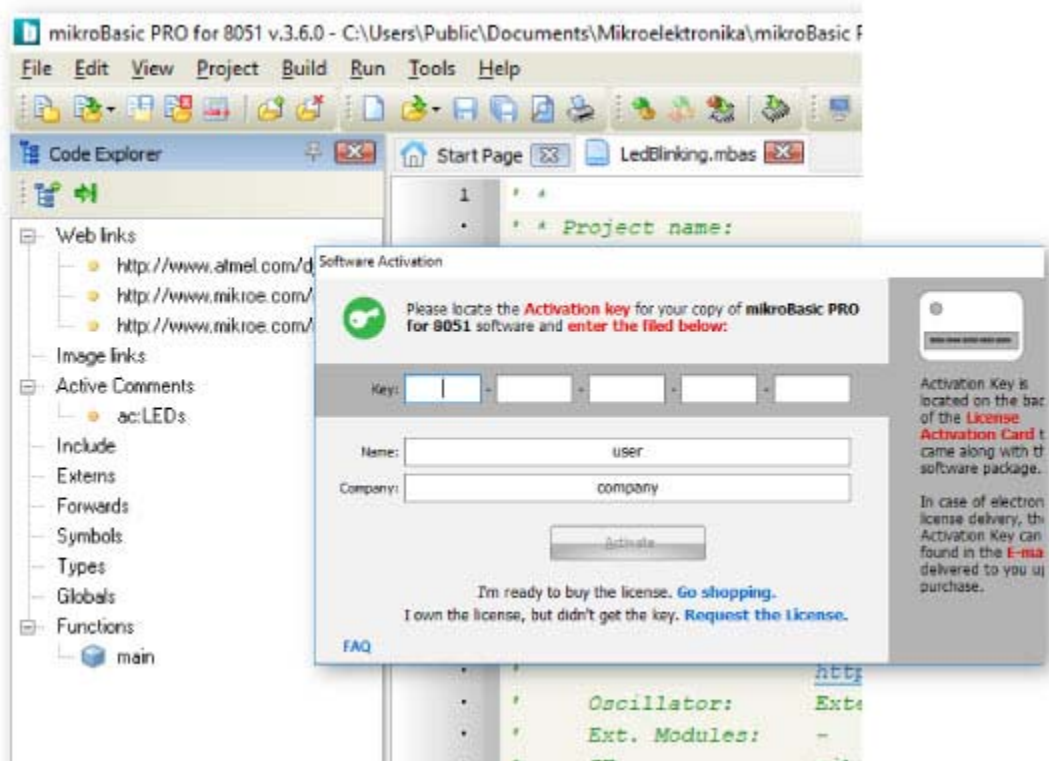 mikroBasic PRO for 8051 v.3.6.0 - C:\Users\Public\Documents\Mikroelektronika\mikroBasic P
File Edit View Project Build Run Tools Help
Code Explorer
Start Page
LedBlinking.mbas
Web links
http://www.atmel.com/d
http://www.mikroe.com/
http://www.mikroe.com/
Image links
Active Comments
ac:LEDs
Include
Externs
Forwards
Symbols
Types
Globals
Functions
main
1 ' *
' * Project name:
Software Activation
Please locate the Activation key for your copy of mikroBasic PRO
for 8051 software and enter the filed below:
Key: - - - -
Name: user
Company: company
Activate
I'm ready to buy the license. Go shopping.
I own the license, but didn't get the key. Request the License.
FAQ
Activation Key is
located on the bac
of the License
Activation Card t
came along with th
software package.
In case of electron
license delivery, the
Activation Key can
found in the E-ma
delivered to you up
purchase.
' http
' Oscillator: Exte
' Ext. Modules: -